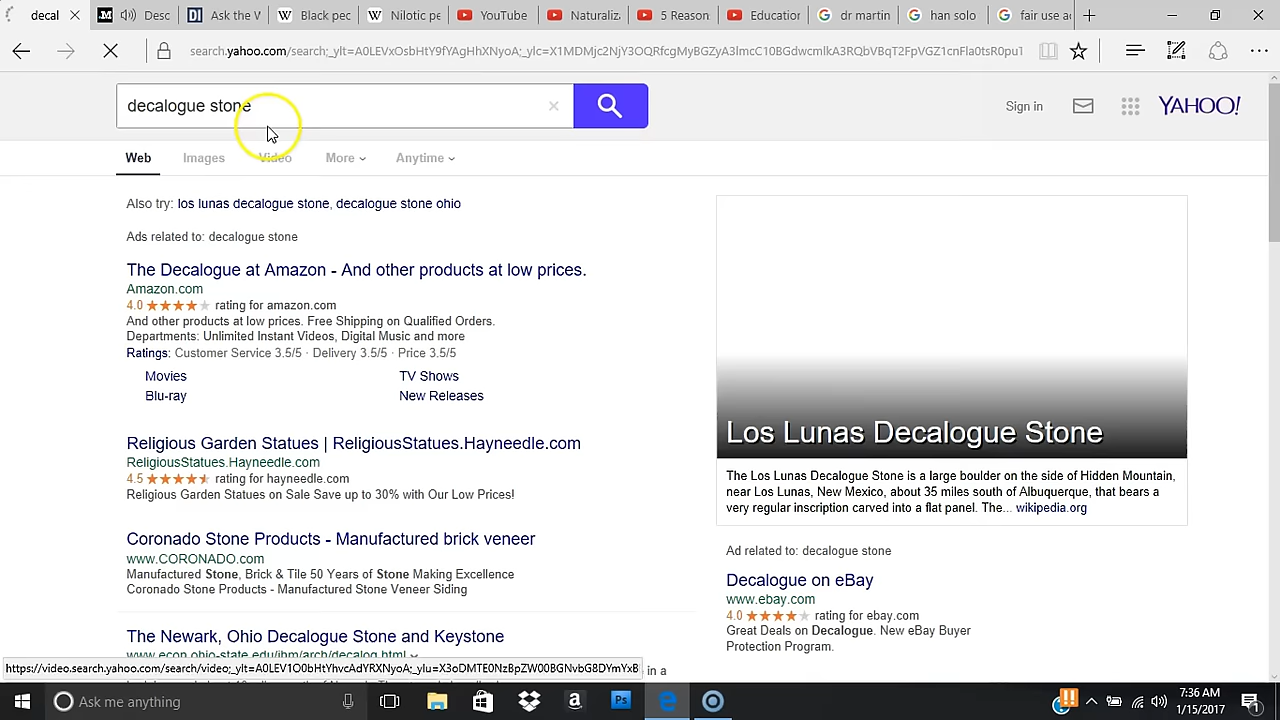 decal
Desc
Ask the W
Black pec
Nilotic pe
YouTube
Naturaliz
5 Reason
Education
dr martin
han solo
fair use ac
search.yahoo.com/search;_ylt=A0LEVxOsbHtY9fYAgHhXNyoA;_ylc=X1MDMjc2NjY3OQRfcgMyBGZyA3lmcC10BGdwcmlkA3RQbVBqT2FpVGZ1cnFla0tsR0pu1
decalogue stone
Sign in
YAHOO!
Web
Images
Video
More
Anytime
Also try: los lunas decalogue stone, decalogue stone ohio
Ads related to: decalogue stone
The Decalogue at Amazon - And other products at low prices.
Amazon.com
4.0 ★★★★★ rating for amazon.com
And other products at low prices. Free Shipping on Qualified Orders.
Departments: Unlimited Instant Videos, Digital Music and more
Ratings: Customer Service 3.5/5 · Delivery 3.5/5 · Price 3.5/5
Movies
TV Shows
Blu-ray
New Releases
Religious Garden Statues | ReligiousStatues.Hayneedle.com
ReligiousStatues.Hayneedle.com
4.5 ★★★★★ rating for hayneedle.com
Religious Garden Statues on Sale Save up to 30% with Our Low Prices!
Coronado Stone Products - Manufactured brick veneer
www.CORONADO.com
Manufactured Stone, Brick & Tile 50 Years of Stone Making Excellence
Coronado Stone Products - Manufactured Stone Veneer Siding
The Newark, Ohio Decalogue Stone and Keystone
www.econ.ohio-state.edu/jhm/arch/decalog.html
in a
Los Lunas Decalogue Stone
The Los Lunas Decalogue Stone is a large boulder on the side of Hidden Mountain,
near Los Lunas, New Mexico, about 35 miles south of Albuquerque, that bears a
very regular inscription carved into a flat panel. The... wikipedia.org
Ad related to: decalogue stone
Decalogue on eBay
www.ebay.com
4.0 ★★★★★ rating for ebay.com
Great Deals on Decalogue. New eBay Buyer
Protection Program.
https://video.search.yahoo.com/search/video;_ylt=A0LEV1O0bHtYhvcAdYRXNyoA;_ylu=X3oDMTE0NzBpZW00BGNvbG8DYmYxB
Ask me anything
7:36 AM
1/15/2017